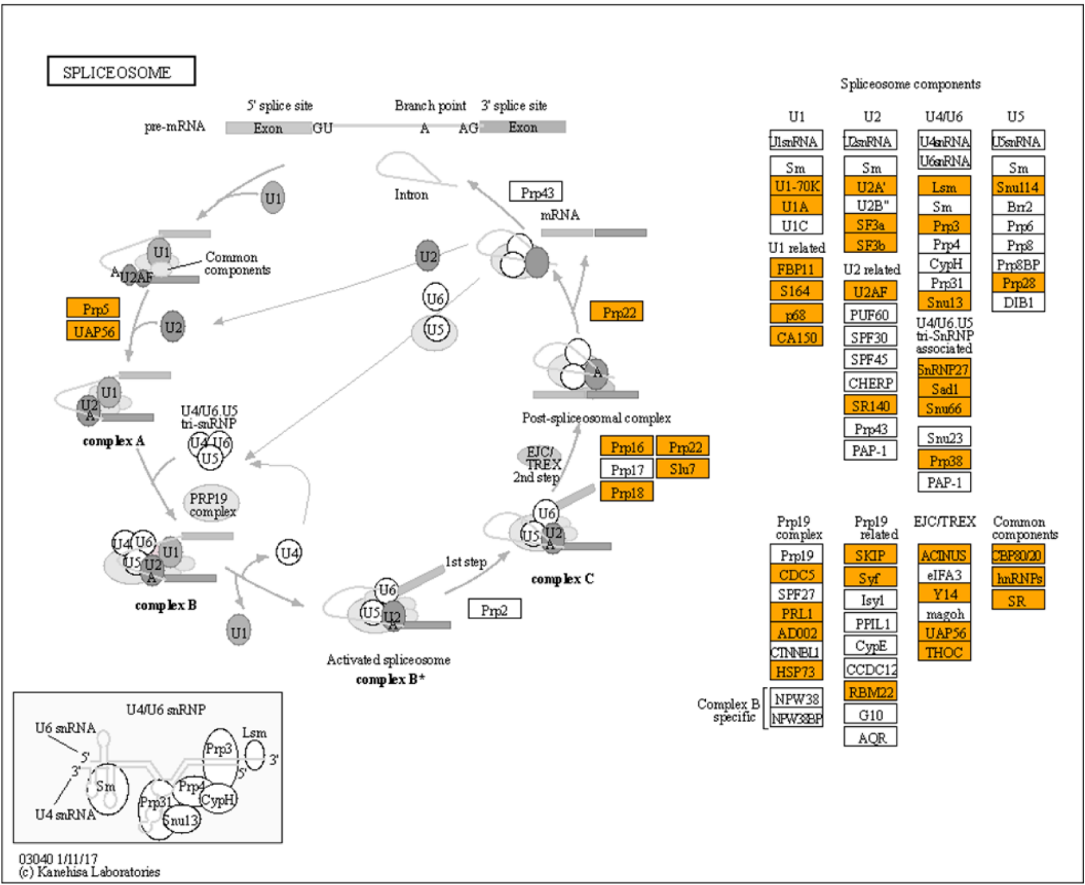 SPLICEOSOME
5' splice site
Branch point
3' splice site
pre-mRNA
Exon
GU
A
AG
Exon
U1
Intron
Prp43
mRNA
U1
A
U2AF
Common
components
U2
U6
U5
Prp5
UAP56
U2
Prp22
U1
U2
A
complex A
U4/U6.U5
tri-snRNP
U4
U6
U5
A
Post-spliceosomal complex
EJC/
TREX
2nd step
Prp16
Prp22
Prp17
Slu7
Prp18
PRP19
complex
U4
U6
U5
U1
U2
A
complex B
U4
U1
1st step
U6
U5
U2
A
complex C
U6
U5
U2
A
Prp2
Activated spliceosome
complex B*
U4/U6 snRNP
U6 snRNA
5'
3'
Sm
U4 snRNA
Prp3
Lsm
3'
5'
Prp4
CypH
Prp31
Snu13
03040 1/11/17
(c) Kanehisa Laboratories
Spliceosome components
U1
U1snRNA
Sm
U1-70K
U1A
U1C
U1 related
FBP11
S164
p68
CA150
U2
U2snRNA
Sm
U2A'
U2B"
SF3a
SF3b
U2 related
U2AF
PUF60
SPF30
SPF45
CHERP
SR140
Prp43
PAP-1
U4/U6
U4snRNA
U6snRNA
Lsm
Sm
Prp3
Prp4
CypH
Prp31
Snu13
U4/U6.U5
tri-SnRNP
associated
SnRNP27
Sad1
Snu66
Snu23
Prp38
PAP-1
U5
U5snRNA
Sm
Snu114
Brr2
Prp6
Prp8
Prp8BP
Prp28
DIB1
Prp19
complex
Prp19
CDC5
SPF27
PRL1
AD002
CTNNBL1
HSP73
Complex B
specific
NPW38
NPW38BP
Prp19
related
SKIP
Syf
Isy1
PPIL1
CypE
CCDC12
RBM22
G10
AQR
EJC/TREX
ACINUS
eIFA3
Y14
magoh
UAP56
THOC
Common
components
CBP80/20
hnRNPs
SR